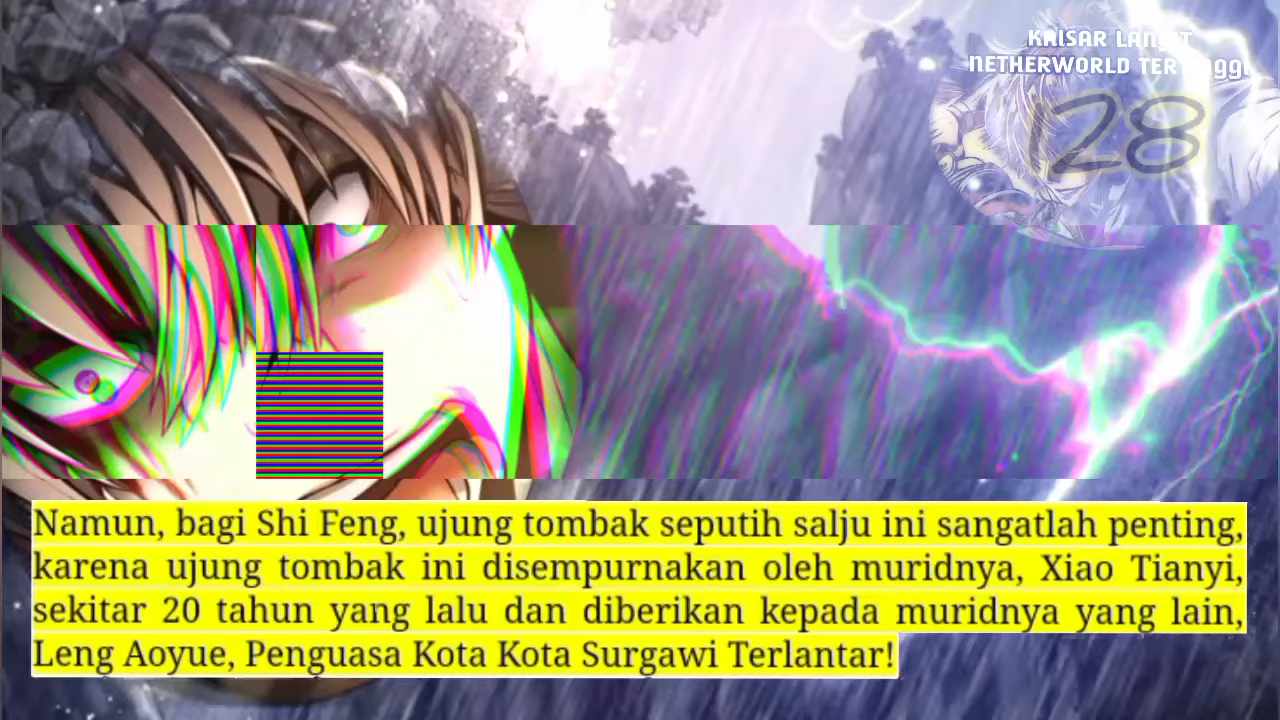 KAISAR LANGIT
NETHERWORLD TERTINGGI
128
Namun, bagi Shi Feng, ujung tombak seputih salju ini sangatlah penting,
karena ujung tombak ini disempurnakan oleh muridnya, Xiao Tianyi,
sekitar 20 tahun yang lalu dan diberikan kepada muridnya yang lain,
Leng Aoyue, Penguasa Kota Kota Surgawi Terlantar!